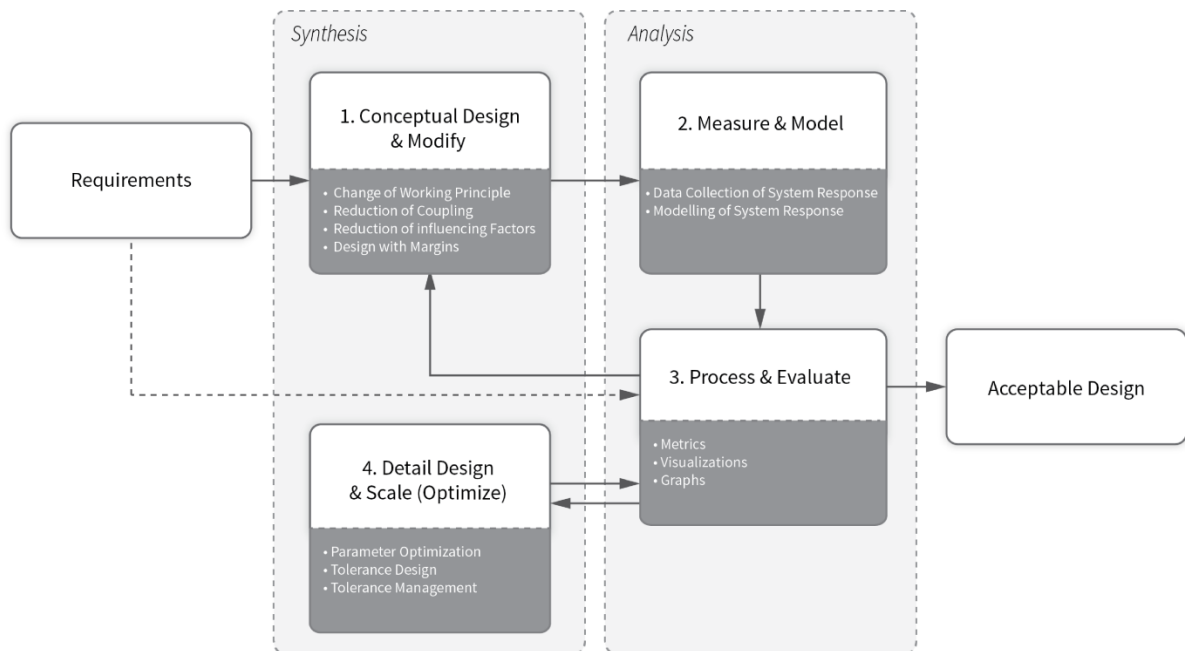 Synthesis
Analysis
Requirements
1. Conceptual Design
& Modify
• Change of Working Principle
• Reduction of Coupling
• Reduction of influencing Factors
• Design with Margins
2. Measure & Model
• Data Collection of System Response
• Modelling of System Response
3. Process & Evaluate
• Metrics
• Visualizations
• Graphs
4. Detail Design
& Scale (Optimize)
• Parameter Optimization
• Tolerance Design
• Tolerance Management
Acceptable Design